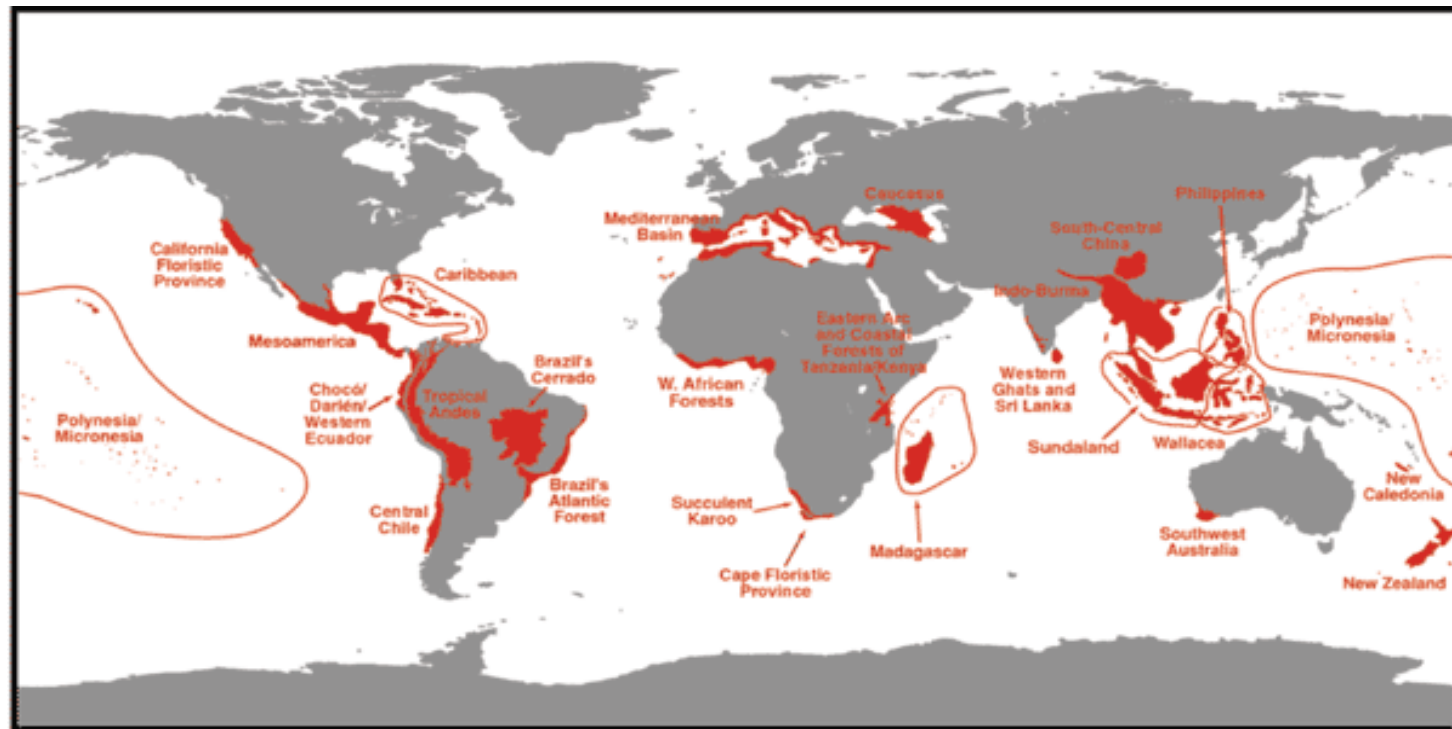 California
Floristic
Province
Mesoamerica
Caribbean
Polynesia/
Micronesia
Chocó/
Darién/
Western
Ecuador
Tropical
Andes
Brazil's
Cerrado
Central
Chile
Brazil's
Atlantic
Forest
Mediterranean
Basin
Caucasus
W. African
Forests
Eastern Arc
and Coastal
Forests of
Tanzania/Kenya
Succulent
Karoo
Cape Floristic
Province
Madagascar
South-Central
China
Philippines
Indo-Burma
Western
Ghats and
Sri Lanka
Sundaland
Wallacea
Polynesia/
Micronesia
New
Caledonia
Southwest
Australia
New Zealand